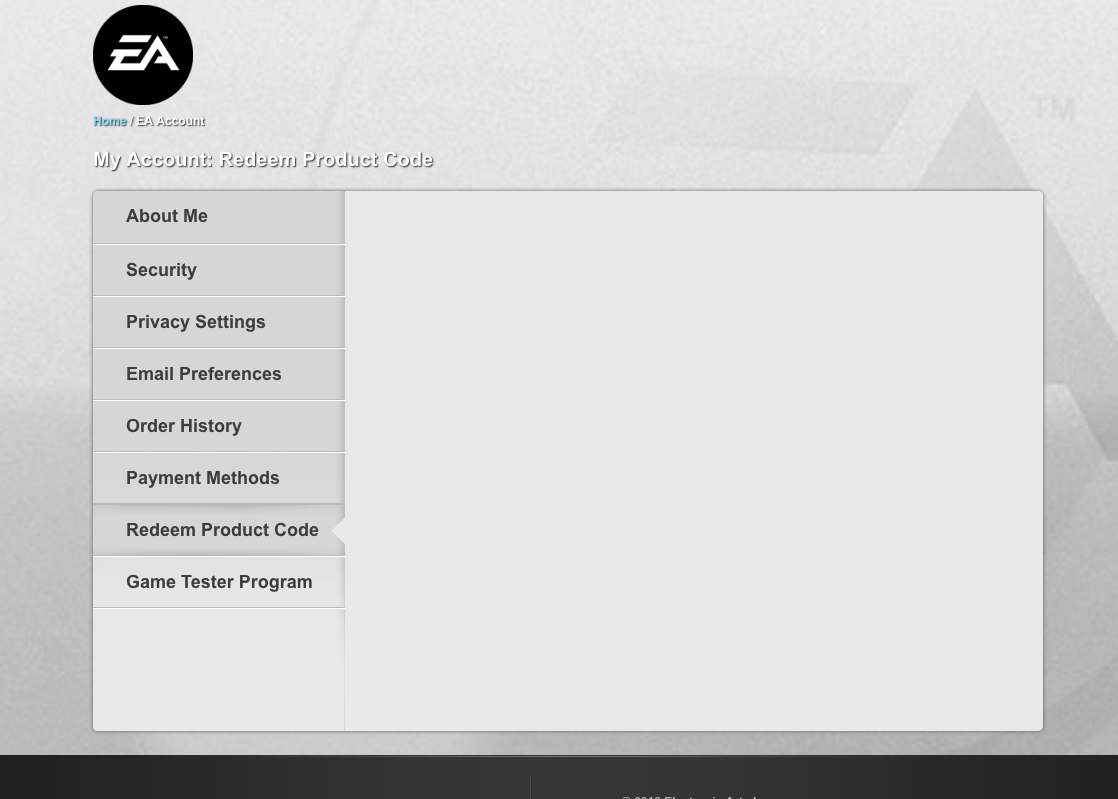 EA
Home / EA Account
TM
My Account: Redeem Product Code
About Me
Security
Privacy Settings
Email Preferences
Order History
Payment Methods
Redeem Product Code
Game Tester Program